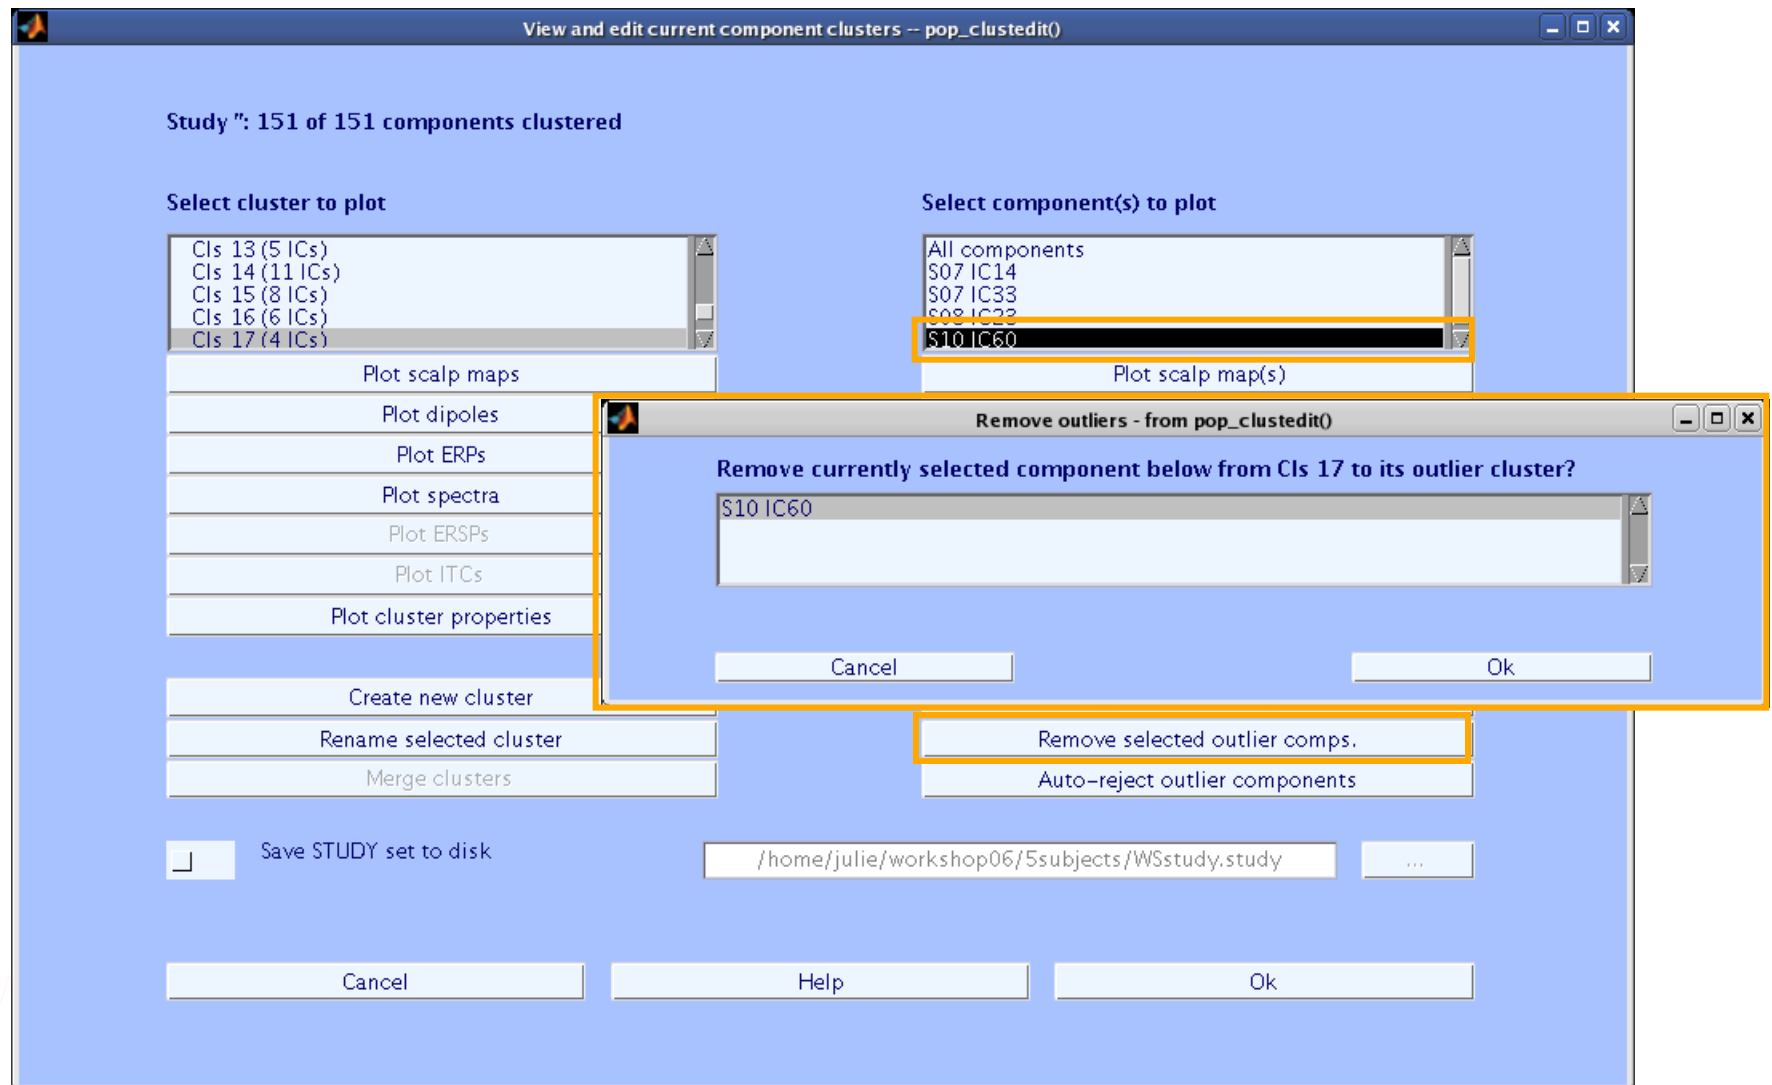 View and edit current component clusters -- pop_clustedit()
Study '': 151 of 151 components clustered
Select cluster to plot
Select component(s) to plot
Cls 13 (5 ICs)
Cls 14 (11 ICs)
Cls 15 (8 ICs)
Cls 16 (6 ICs)
Cls 17 (4 ICs)
All components
S07 IC14
S07 IC33
S08 IC23
S10 IC60
Plot scalp maps
Plot scalp map(s)
Plot dipoles
Plot ERPs
Plot spectra
Plot ERSPs
Plot ITCs
Plot cluster properties
Remove outliers - from pop_clustedit()
Remove currently selected component below from Cls 17 to its outlier cluster?
S10 IC60
Cancel
Ok
Create new cluster
Rename selected cluster
Remove selected outlier comps.
Merge clusters
Auto-reject outlier components
Save STUDY set to disk
/home/julie/workshop06/5subjects/WSstudy.study
...
Cancel
Help
Ok